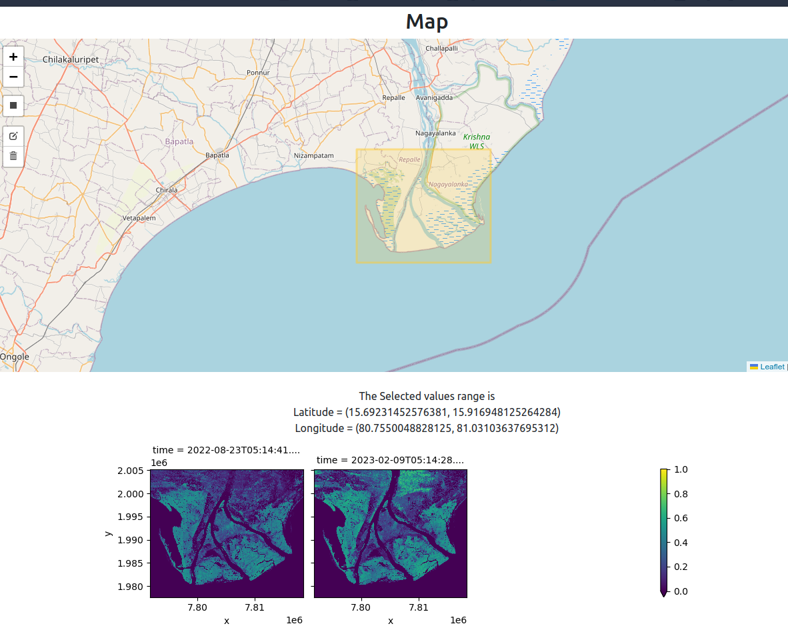 Map
Challapalli
Chilakaluripet
Ponnur
Repalle
Avanigadda
Nagayalanka
Krishna
WLS
Bapatla
Bapatla
Nizampatnam
Repalle
Nagayalanka
Chirala
Vetapalem
Ongole
+
−
Leaflet |
The Selected values range is
Latitude = (15.69231452576381, 15.916948125264284)
Longitude = (80.7550048828125, 81.03103637695312)
time = 2022-08-23T05:14:41....
time = 2023-02-09T05:14:28....
1e6
2.005
2.000
1.995
1.990
1.985
1.980
y
7.80 7.81
x 1e6
7.80 7.81
x 1e6
1.0
0.8
0.6
0.4
0.2
0.0